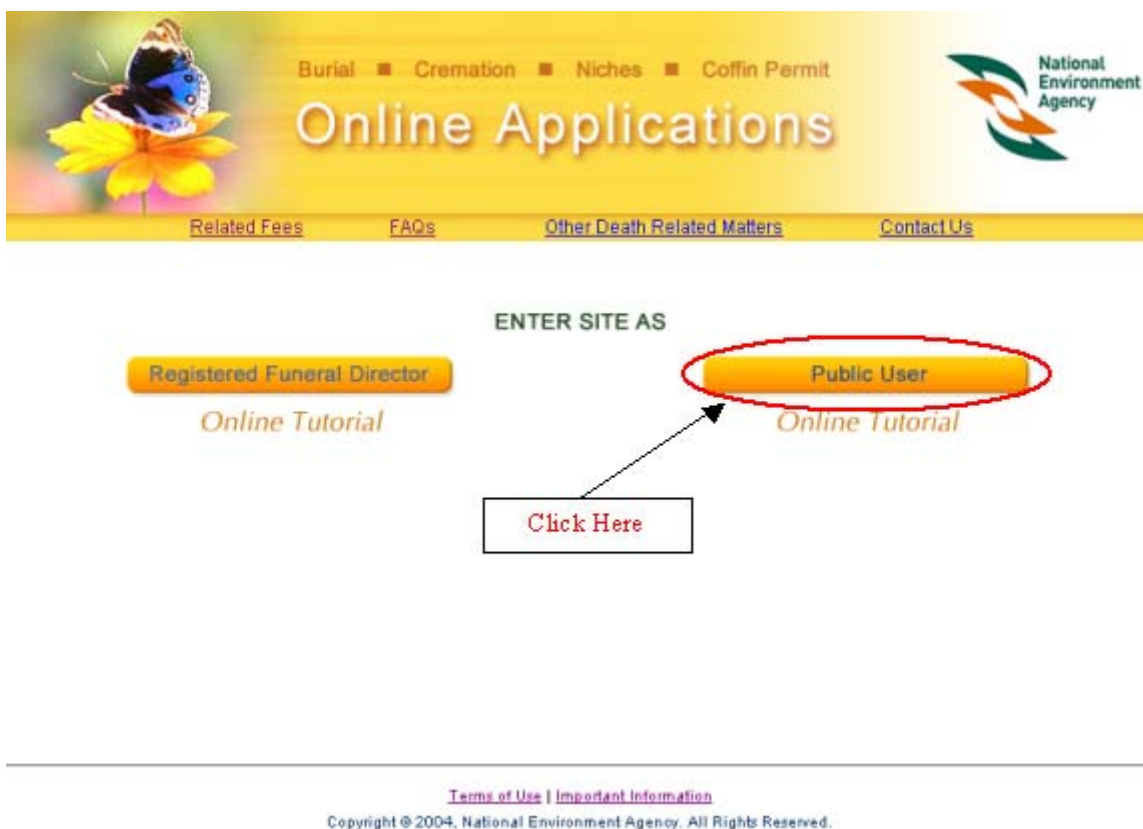 Burial ■ Cremation ■ Niches ■ Coffin Permit
Online Applications
National
Environment
Agency
Related Fees FAQs Other Death Related Matters Contact Us
ENTER SITE AS
Registered Funeral Director Public User
Online Tutorial Online Tutorial
Click Here
Terms of Use | Important Information
Copyright © 2004, National Environment Agency. All Rights Reserved.